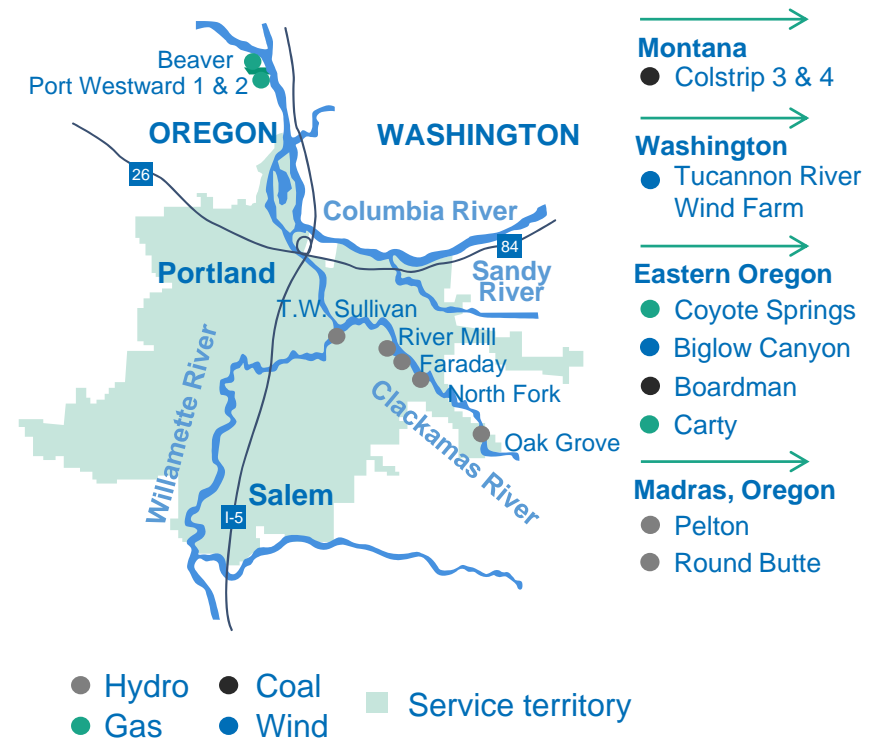 Beaver
Port Westward 1 & 2
OREGON
WASHINGTON
26
Columbia River
84
Portland
Sandy
River
T.W. Sullivan
River Mill
Faraday
North Fork
Willamette River
Clackamas River
Oak Grove
Salem
I-5
Montana
Colstrip 3 & 4
Washington
Tucannon River
Wind Farm
Eastern Oregon
Coyote Springs
Biglow Canyon
Boardman
Carty
Madras, Oregon
Pelton
Round Butte
Hydro
Coal
Gas
Wind
Service territory